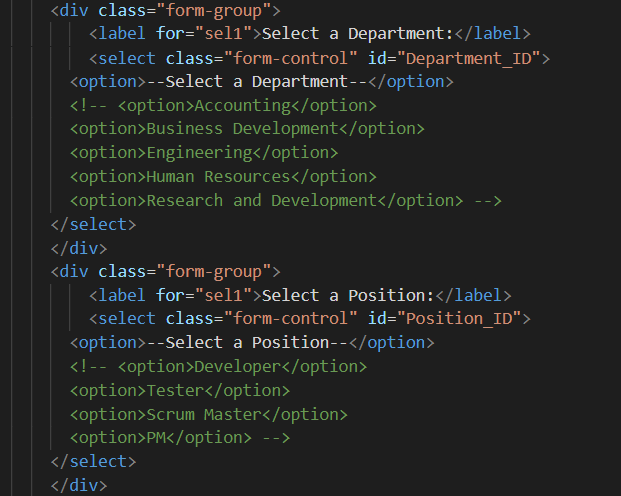 <div class="form-group">
<label for="sel1">Select a Department:</label>
<select class="form-control" id="Department_ID">
<option>--Select a Department--</option>
<!-- <option>Accounting</option>
<option>Business Development</option>
<option>Engineering</option>
<option>Human Resources</option>
<option>Research and Development</option> -->
</select>
</div>
<div class="form-group">
<label for="sel1">Select a Position:</label>
<select class="form-control" id="Position_ID">
<option>--Select a Position--</option>
<!-- <option>Developer</option>
<option>Tester</option>
<option>Scrum Master</option>
<option>PM</option> -->
</select>
</div>